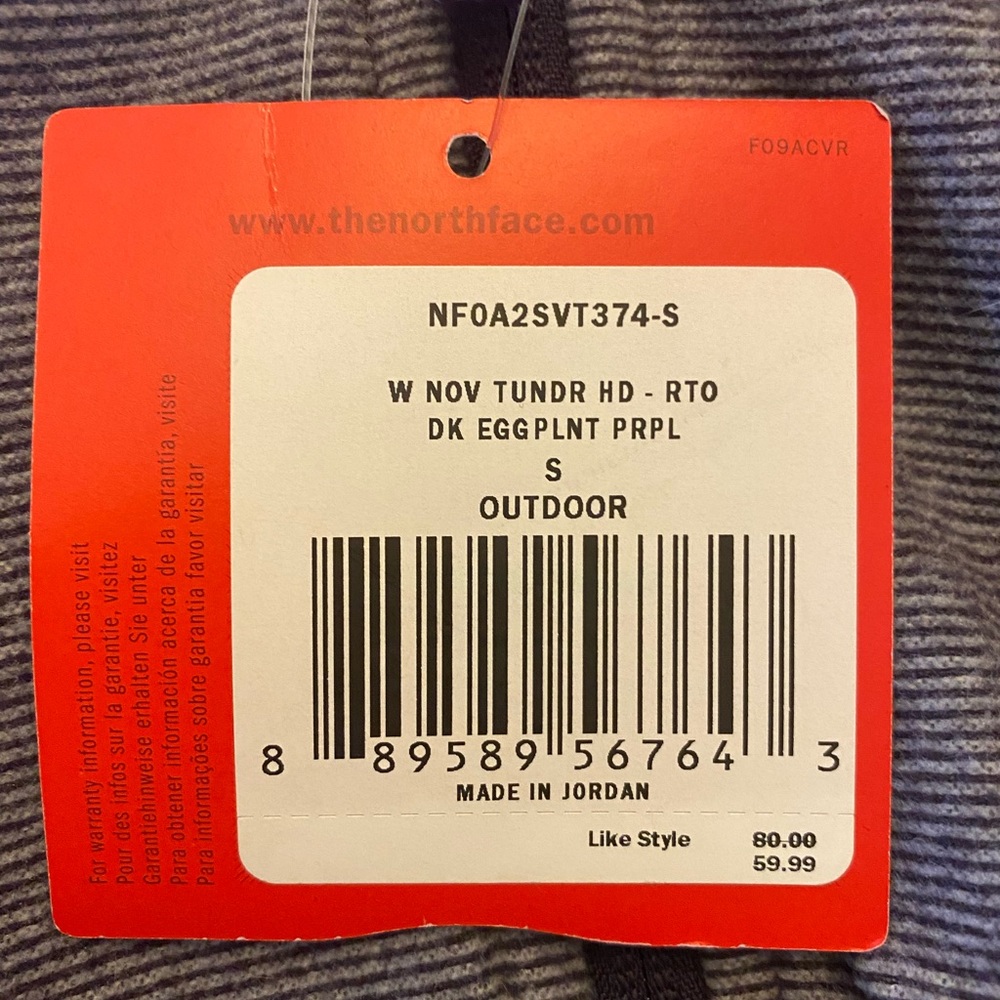 F09ACVR
www.thenorthface.com
NF0A2SVT374-S
W NOV TUNDR HD - RTO
DK EGGPLNT PRPL
S
OUTDOOR
8 89589 56764 3
MADE IN JORDAN
Like Style 80.00
59.99
For warranty information, please visit
Pour des infos sur la garantie, visitez
Garantiehinweise erhalten Sie unter
Para obtener información acerca de la garantía, visite
Para informações sobre garantia favor visitar